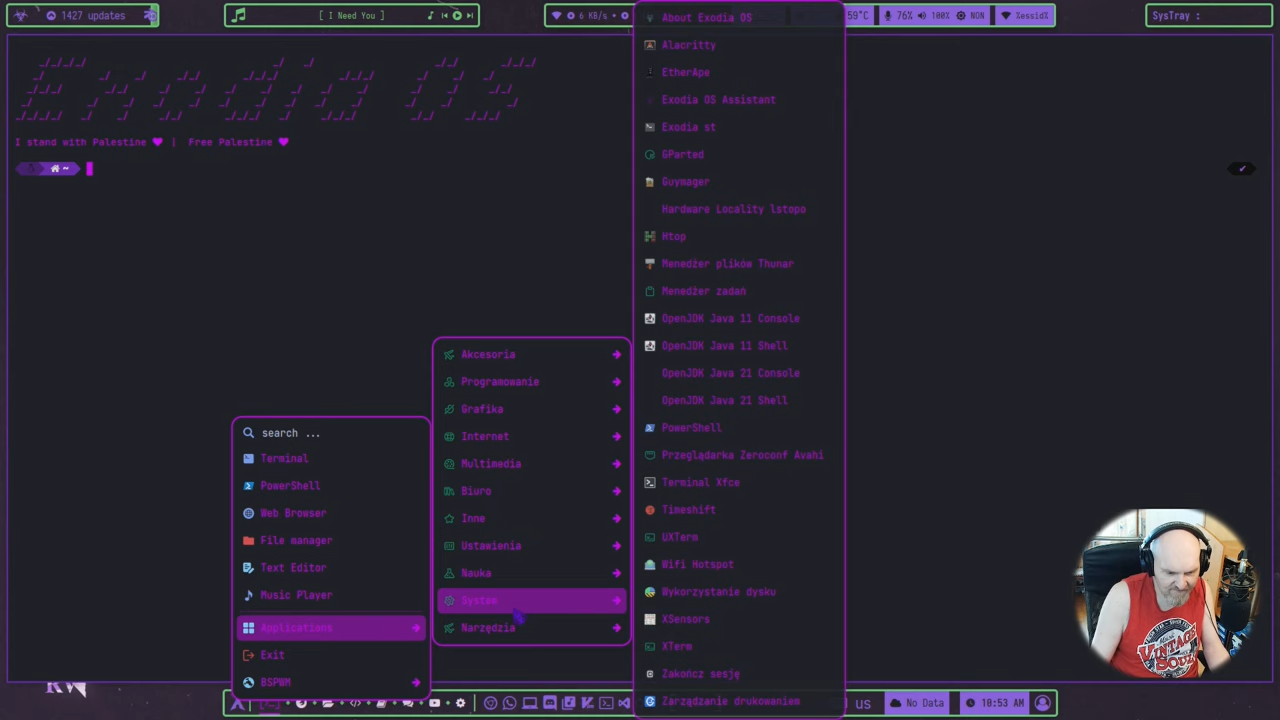 1427 updates
[ I Need You ]
6 KB/s
59°C
76%
100%
NON
%essid%
SysTray :
Exodia OS
I stand with Palestine ♥ | Free Palestine ♥
~
search ...
Terminal
PowerShell
Web Browser
File manager
Text Editor
Music Player
Applications
Exit
BSPWM
Akcesoria
Programowanie
Grafika
Internet
Multimedia
Biuro
Inne
Ustawienia
Nauka
System
Narzędzia
About Exodia OS
Alacritty
EtherApe
Exodia OS Assistant
Exodia st
GParted
Guymager
Hardware Locality lstopo
Htop
Menedżer plików Thunar
Menedżer zadań
OpenJDK Java 11 Console
OpenJDK Java 11 Shell
OpenJDK Java 21 Console
OpenJDK Java 21 Shell
PowerShell
Przeglądarka Zeroconf Avahi
Terminal Xfce
Timeshift
UXTerm
Wifi Hotspot
Wykorzystanie dysku
XSensors
XTerm
Zakończ sesję
Zarządzanie drukowaniem
VINTAGE
SOUL
us
No Data
10:53 AM